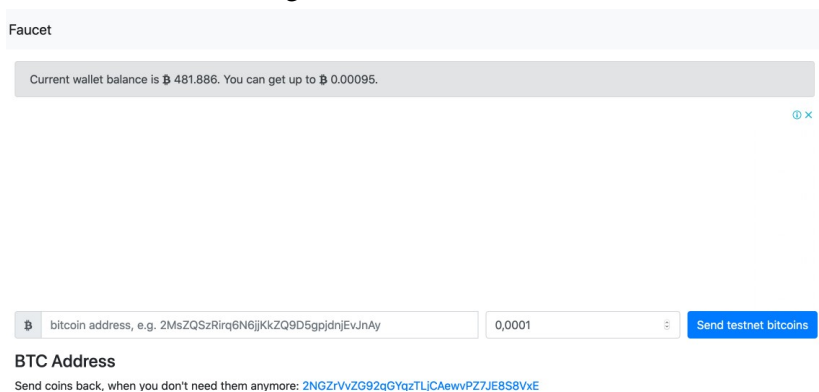 Faucet
Current wallet balance is ₿ 481.886. You can get up to ₿ 0.00095.
₿ bitcoin address, e.g. 2MsZQSzRirq6N6jjKkZQ9D5gpjdnjEvJnAy 0,0001 Send testnet bitcoins
BTC Address
Send coins back, when you don't need them anymore: 2NGZrVvZG92qGYqzTLjCAewvPZ7JE8S8VxE